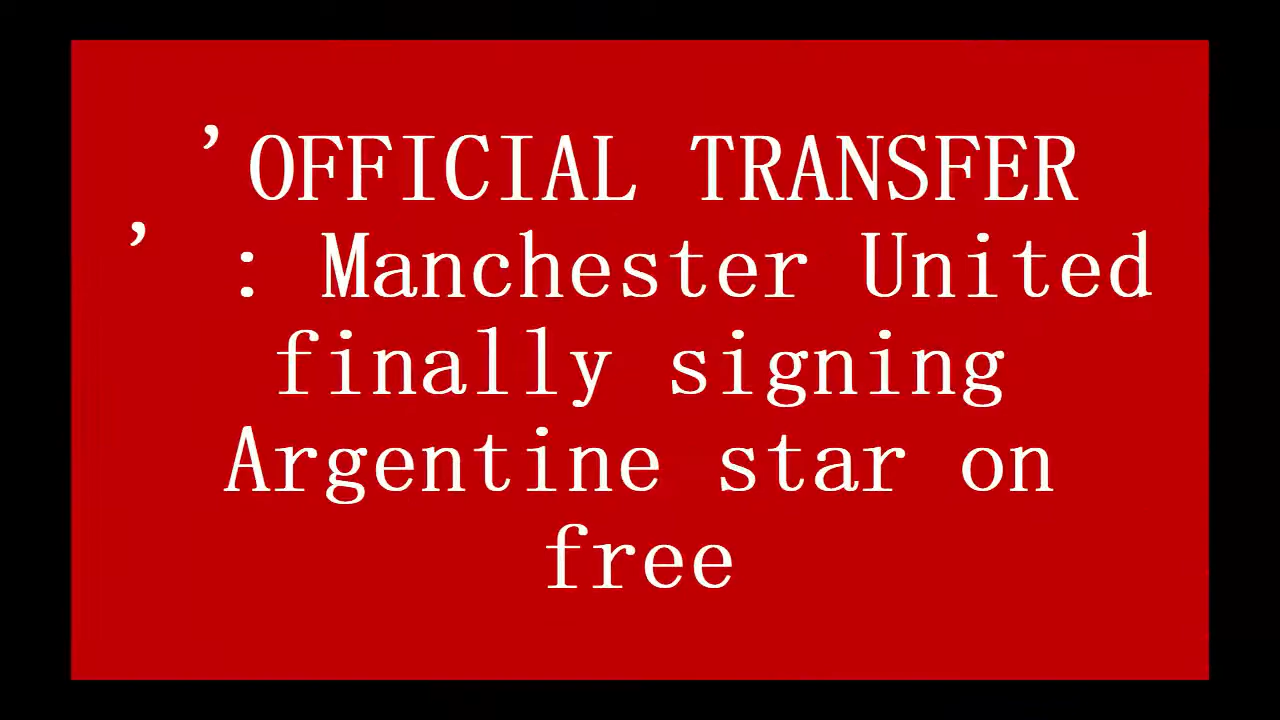 ’OFFICIAL TRANSFER
’ : Manchester United
finally signing
Argentine star on
free